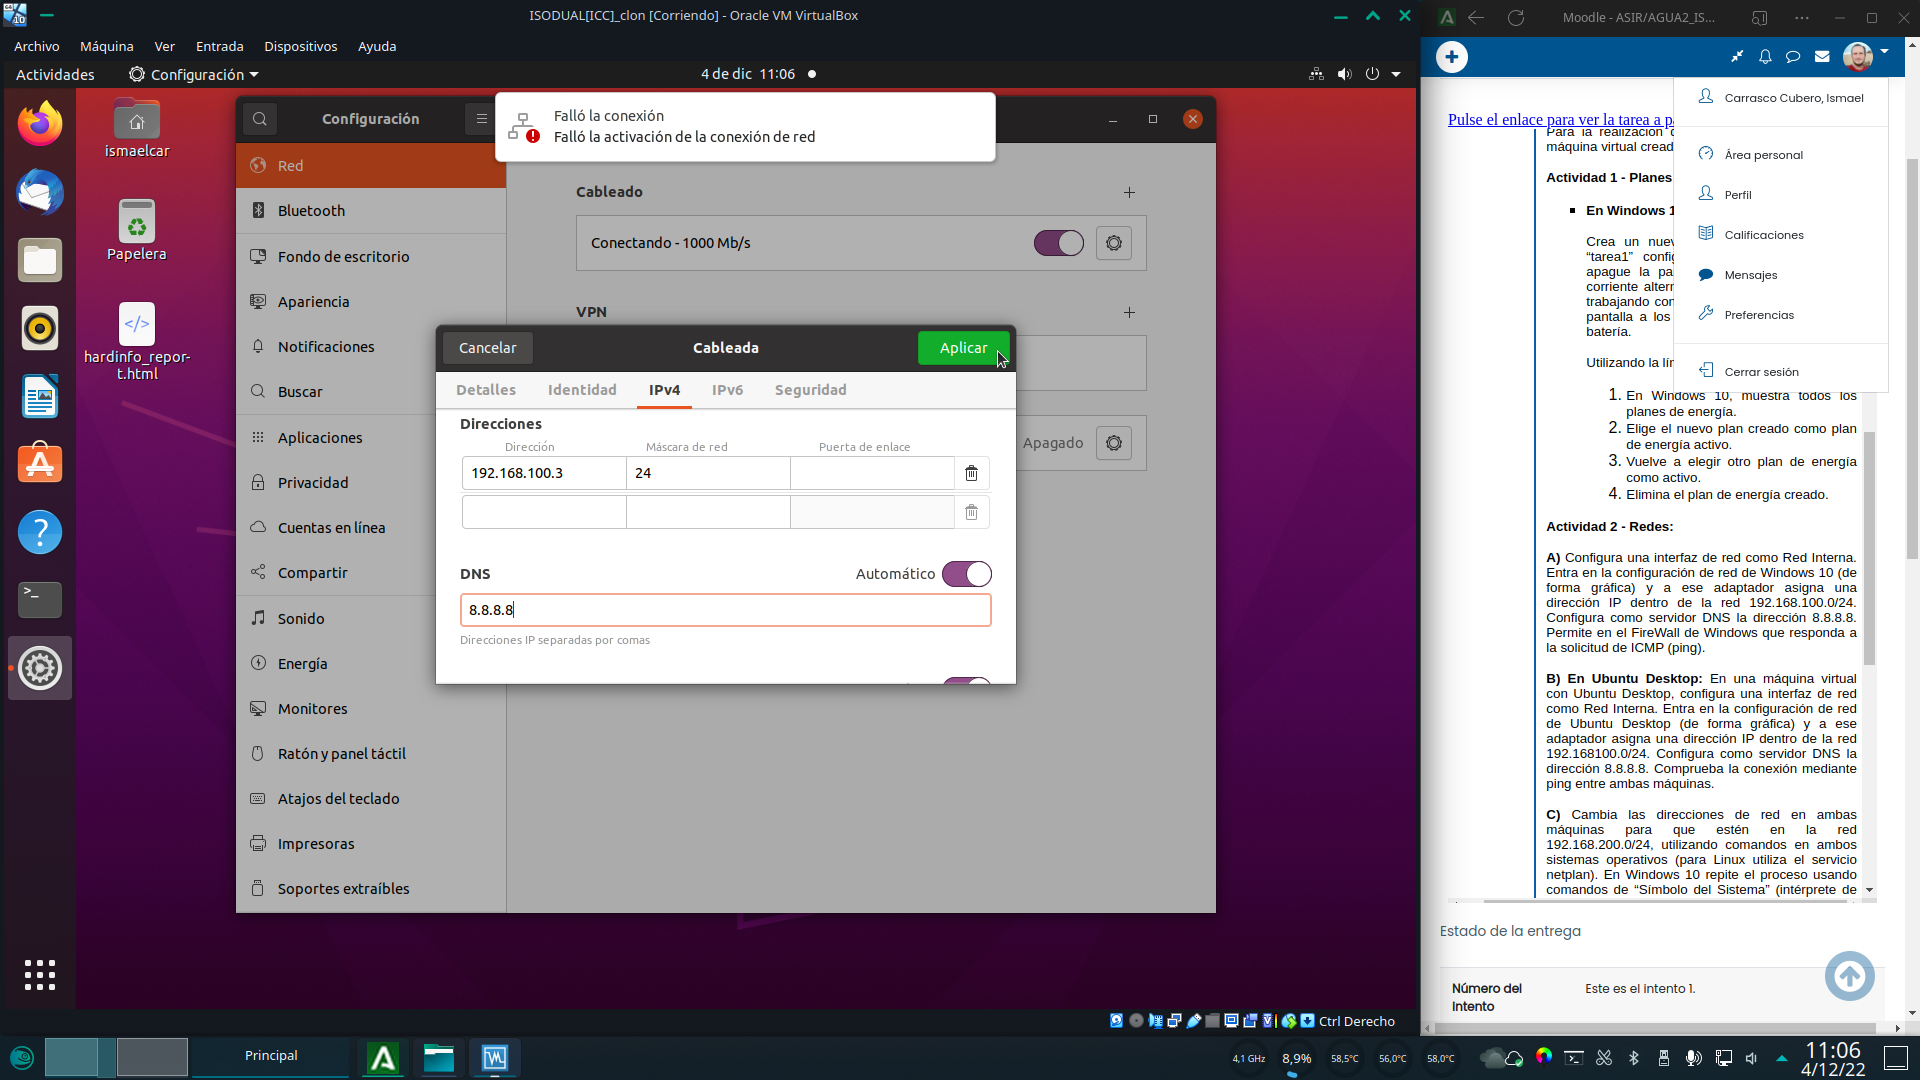 ISODUAL[ICC]_clon [Corriendo] - Oracle VM VirtualBox
Archivo Máquina Ver Entrada Dispositivos Ayuda
Actividades Configuración 4 de dic 11:06
ismaelcar
Papelera
</>
hardinfo_repor-
t.html
Configuración
Falló la conexión
Falló la activación de la conexión de red
Red
Bluetooth
Fondo de escritorio
Apariencia
Notificaciones
Buscar
Aplicaciones
Privacidad
Cuentas en línea
Compartir
Sonido
Energía
Monitores
Ratón y panel táctil
Atajos del teclado
Impresoras
Soportes extraíbles
Cableado
Conectando - 1000 Mb/s
VPN
Apagado
Cancelar Cableada Aplicar
Detalles Identidad IPv4 IPv6 Seguridad
Direcciones
Dirección Máscara de red Puerta de enlace
192.168.100.3 24
DNS Automático
8.8.8.8
Direcciones IP separadas por comas
Ctrl Derecho
Moodle - ASIR/AGUA2_IS...
Carrasco Cubero, Ismael
Área personal
Perfil
Calificaciones
Mensajes
Preferencias
Cerrar sesión
Pulse el enlace para ver la tarea a p
Para la realización
máquina virtual cread
Actividad 1 - Planes
En Windows 1
Crea un nuev
“tarea1” config
apague la pa
corriente altern
trabajando con
pantalla a los
batería.
Utilizando la lín
1. En Windows 10, muestra todos los
planes de energía.
2. Elige el nuevo plan creado como plan
de energía activo.
3. Vuelve a elegir otro plan de energía
como activo.
4. Elimina el plan de energía creado.
Actividad 2 - Redes:
A) Configura una interfaz de red como Red Interna.
Entra en la configuración de red de Windows 10 (de
forma gráfica) y a ese adaptador asigna una
dirección IP dentro de la red 192.168.100.0/24.
Configura como servidor DNS la dirección 8.8.8.8.
Permite en el FireWall de Windows que responda a
la solicitud de ICMP (ping).
B) En Ubuntu Desktop: En una máquina virtual
con Ubuntu Desktop, configura una interfaz de red
como Red Interna. Entra en la configuración de red
de Ubuntu Desktop (de forma gráfica) y a ese
adaptador asigna una dirección IP dentro de la red
192.168100.0/24. Configura como servidor DNS la
dirección 8.8.8.8. Comprueba la conexión mediante
ping entre ambas máquinas.
C) Cambia las direcciones de red en ambas
máquinas para que estén en la red
192.168.200.0/24, utilizando comandos en ambos
sistemas operativos (para Linux utiliza el servicio
netplan). En Windows 10 repite el proceso usando
comandos de “Símbolo del Sistema” (intérprete de
Estado de la entrega
Número del Este es el intento 1.
intento
Principal
4,1 GHz 8,9% 58,5°C 56,0°C 58,0°C
11:06
4/12/22